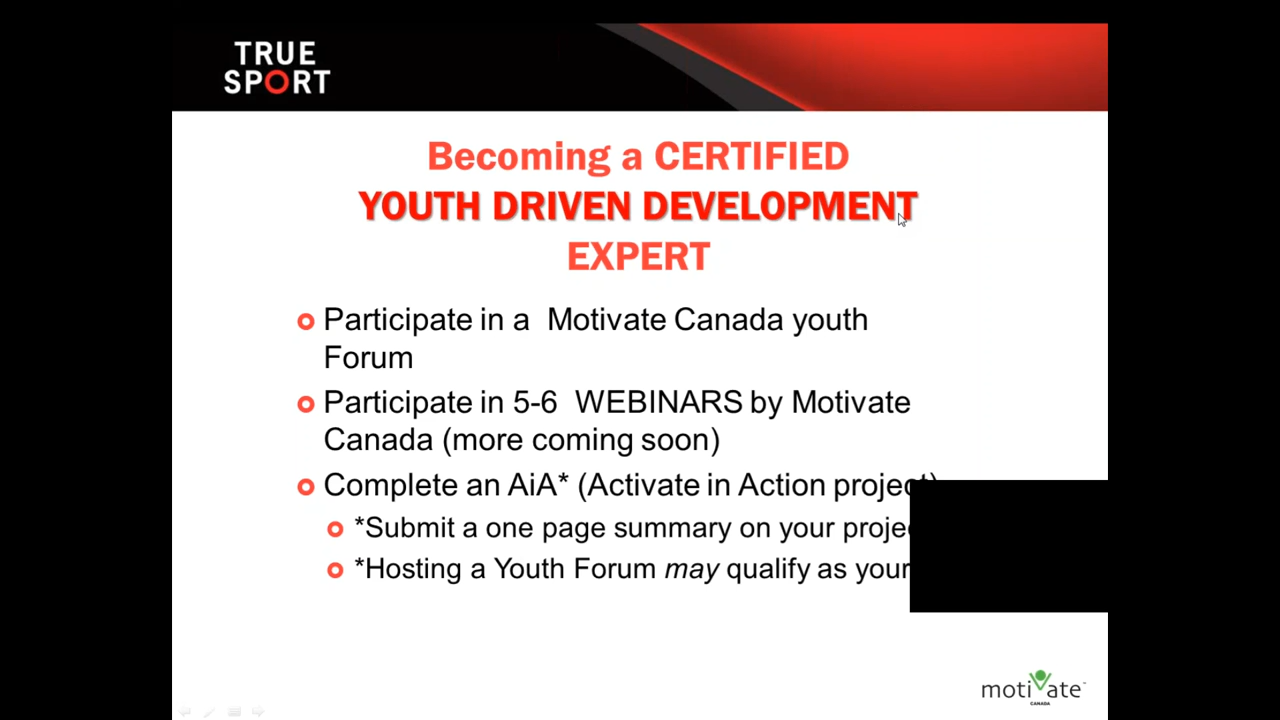 TRUE
SPORT
Becoming a CERTIFIED
YOUTH DRIVEN DEVELOPMENT
EXPERT
Participate in a Motivate Canada youth
Forum
Participate in 5-6 WEBINARS by Motivate
Canada (more coming soon)
Complete an AiA* (Activate in Action project)
*Submit a one page summary on your
*Hosting a Youth Forum may qualify as your
motivate
CANADA